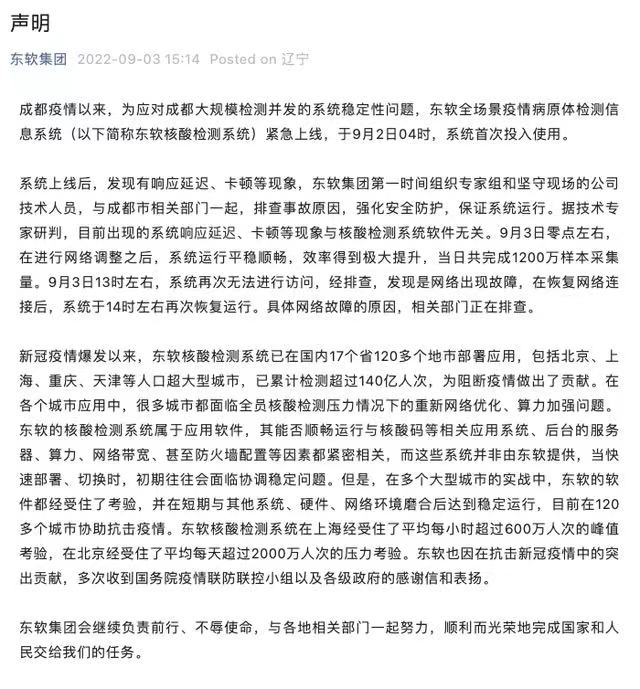 声明
东软集团 2022-09-03 15:14 Posted on 辽宁
成都疫情以来，为应对成都大规模检测并发的系统稳定性问题，东软全场景疫情病原体检测信
息系统（以下简称东软核酸检测系统）紧急上线，于9月2日04时，系统首次投入使用。
系统上线后，发现有响应延迟、卡顿等现象，东软集团第一时间组织专家组和坚守现场的公司
技术人员，与成都市相关部门一起，排查事故原因，强化安全防护，保证系统运行。据技术专
家研判，目前出现的系统响应延迟、卡顿等现象与核酸检测系统软件无关。9月3日零点左右，
在进行网络调整之后，系统运行平稳顺畅，效率得到极大提升，当日共完成1200万样本采集
量。9月3日13时左右，系统再次无法进行访问，经排查，发现是网络出现故障，在恢复网络连
接后，系统于14时左右再次恢复运行。具体网络故障的原因，相关部门正在排查。
新冠疫情爆发以来，东软核酸检测系统已在国内17个省120多个地市部署应用，包括北京、上
海、重庆、天津等人口超大型城市，已累计检测超过140亿人次，为阻断疫情做出了贡献。在
各个城市应用中，很多城市都面临全员核酸检测压力情况下的重新网络优化、算力加强问题。
东软的核酸检测系统属于应用软件，其能否顺畅运行与核酸码等相关应用系统、后台的服务
器、算力、网络带宽、甚至防火墙配置等因素都紧密相关，而这些系统并非由东软提供，当快
速部署、切换时，初期往往会面临协调稳定问题。但是，在多个大型城市的实战中，东软的软
件都经受住了考验，并在短期与其他系统、硬件、网络环境磨合后达到稳定运行，目前在120
多个城市协助抗击疫情。东软核酸检测系统在上海经受住了平均每小时超过600万人次的峰值
考验，在北京经受住了平均每天超过2000万人次的压力考验。东软也因在抗击新冠疫情中的突
出贡献，多次收到国务院疫情联防联控小组以及各级政府的感谢信和表扬。
东软集团会继续负责前行、不辱使命，与各地相关部门一起努力，顺利而光荣地完成国家和人
民交给我们的任务。